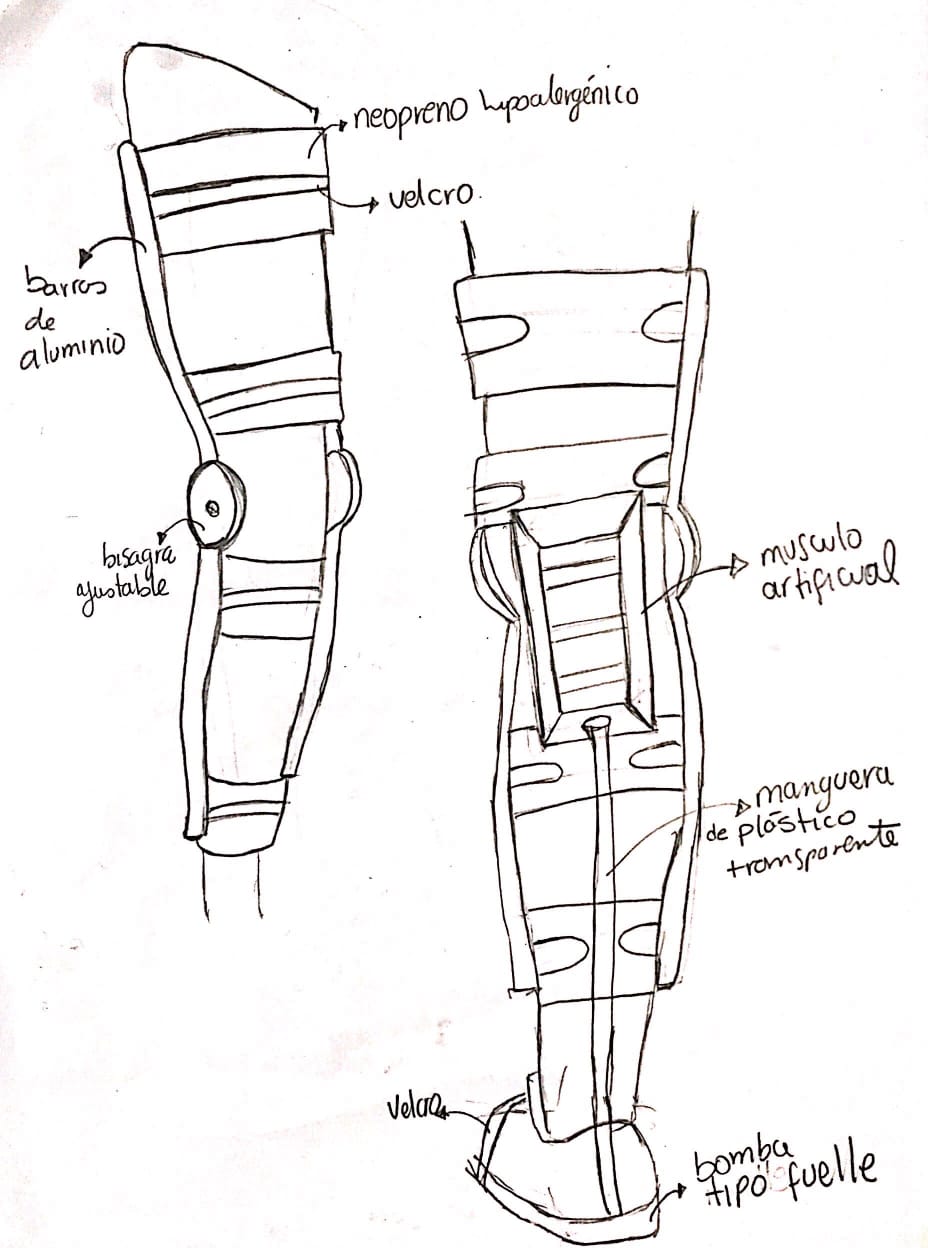 neopreno hipoalergénico
velcro.
barras
de
aluminio
bisagra
ajustable
musculo
artificial
manguera
de plástico
transparente
Velcro
bomba
tipo fuelle